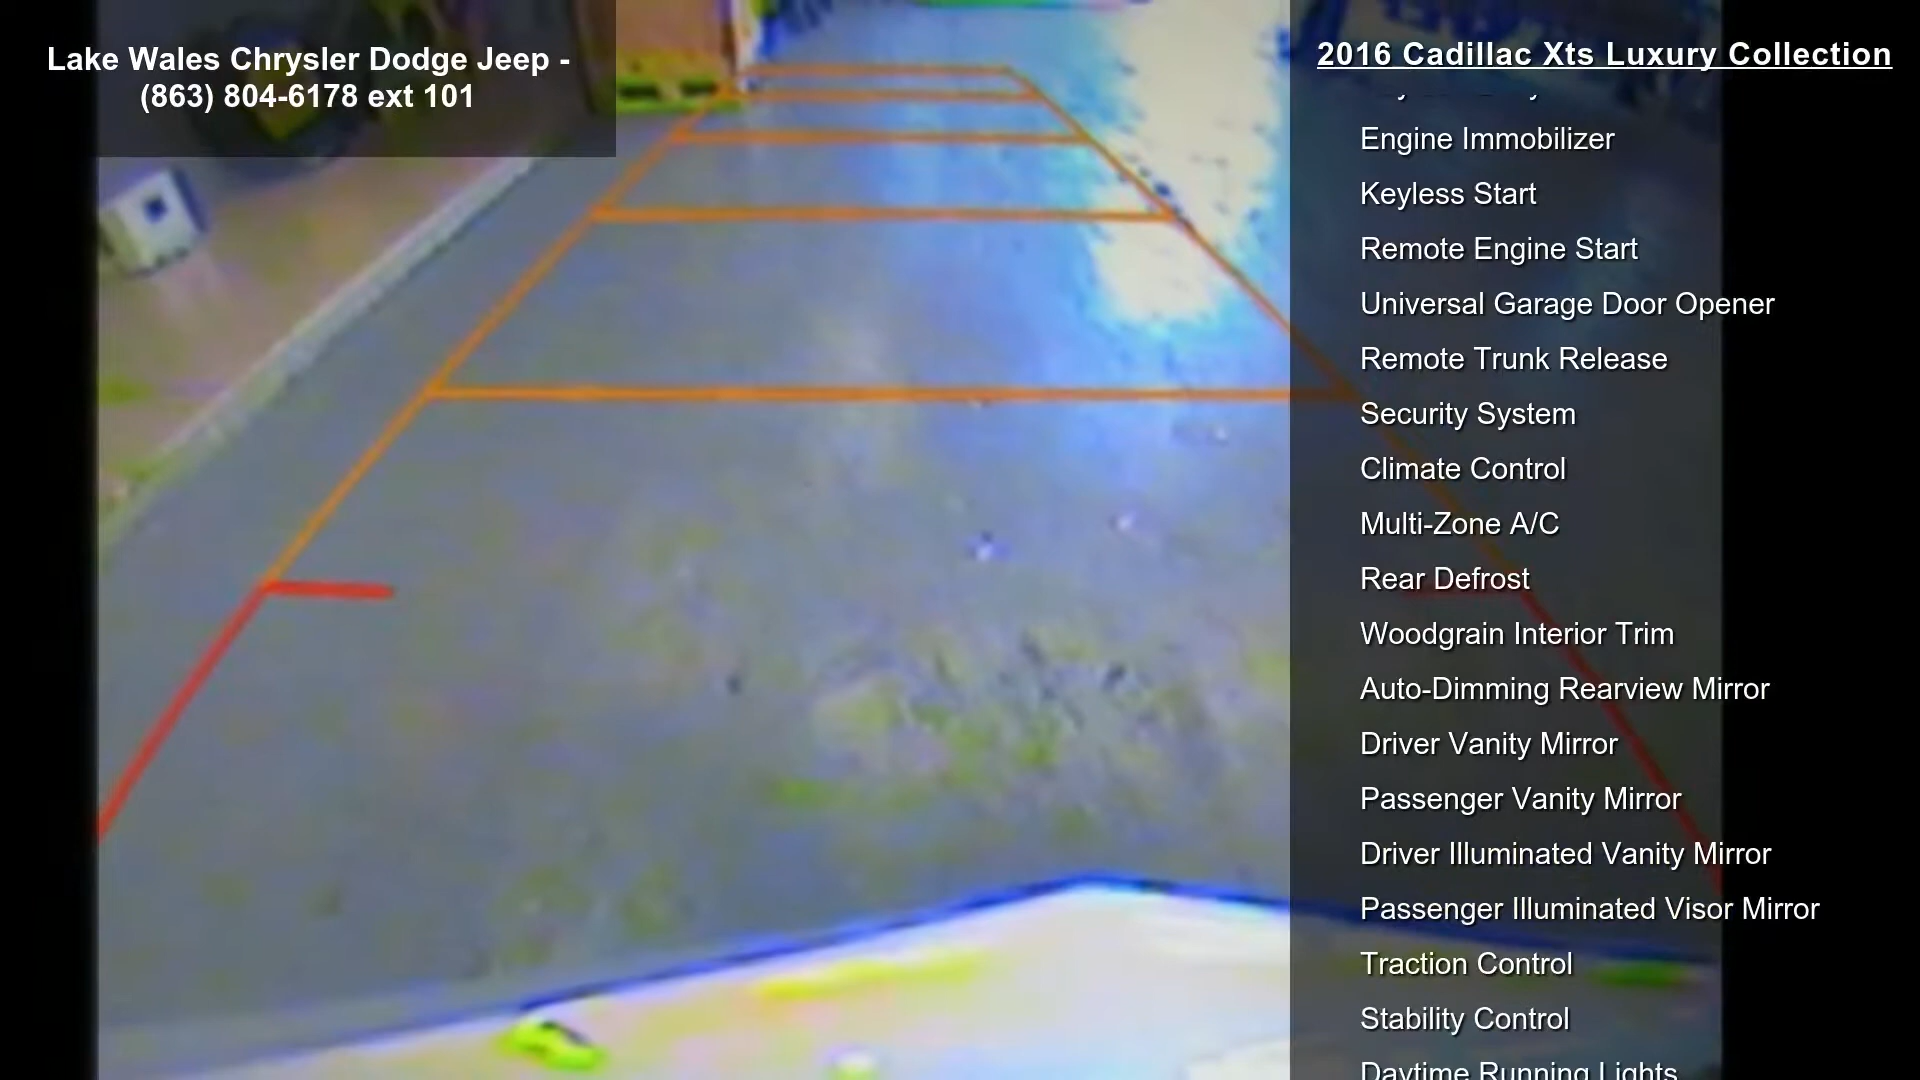 Lake Wales Chrysler Dodge Jeep -
(863) 804-6178 ext 101
2016 Cadillac Xts Luxury Collection
Engine Immobilizer
Keyless Start
Remote Engine Start
Universal Garage Door Opener
Remote Trunk Release
Security System
Climate Control
Multi-Zone A/C
Rear Defrost
Woodgrain Interior Trim
Auto-Dimming Rearview Mirror
Driver Vanity Mirror
Passenger Vanity Mirror
Driver Illuminated Vanity Mirror
Passenger Illuminated Visor Mirror
Traction Control
Stability Control
Daytime Running Lights